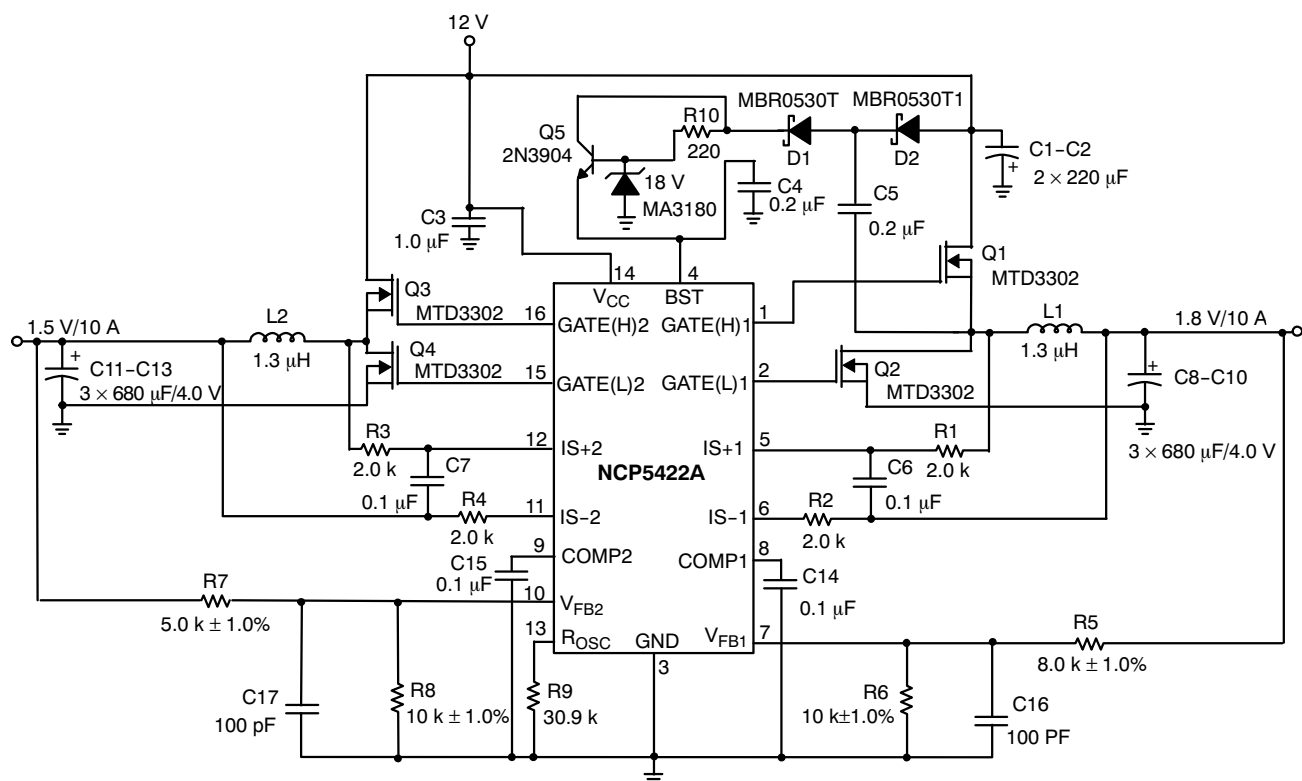 12 V
MBR0530T
MBR0530T1
Q5
2N3904
R10
220
D1
D2
C1–C2
2 × 220 μF
+
18 V
MA3180
C4
0.2 μF
C5
0.2 μF
C3
1.0 μF
14
4
VCC
BST
Q1
MTD3302
Q3
MTD3302
16
GATE(H)2
GATE(H)1
1
1.5 V/10 A
L2
1.3 μH
L1
1.3 μH
1.8 V/10 A
+
C11–C13
3 × 680 μF/4.0 V
Q4
MTD3302
15
GATE(L)2
GATE(L)1
2
Q2
MTD3302
+
C8–C10
3 × 680 μF/4.0 V
R3
2.0 k
12
IS+2
IS+1
5
R1
2.0 k
C7
0.1 μF
NCP5422A
C6
0.1 μF
R4
2.0 k
11
IS–2
IS–1
6
R2
2.0 k
9
COMP2
COMP1
8
C15
0.1 μF
C14
0.1 μF
R7
5.0 k ± 1.0%
10
VFB2
13
ROSC
GND
3
VFB1
7
R5
8.0 k ± 1.0%
C17
100 pF
R8
10 k ± 1.0%
R9
30.9 k
R6
10 k±1.0%
C16
100 PF